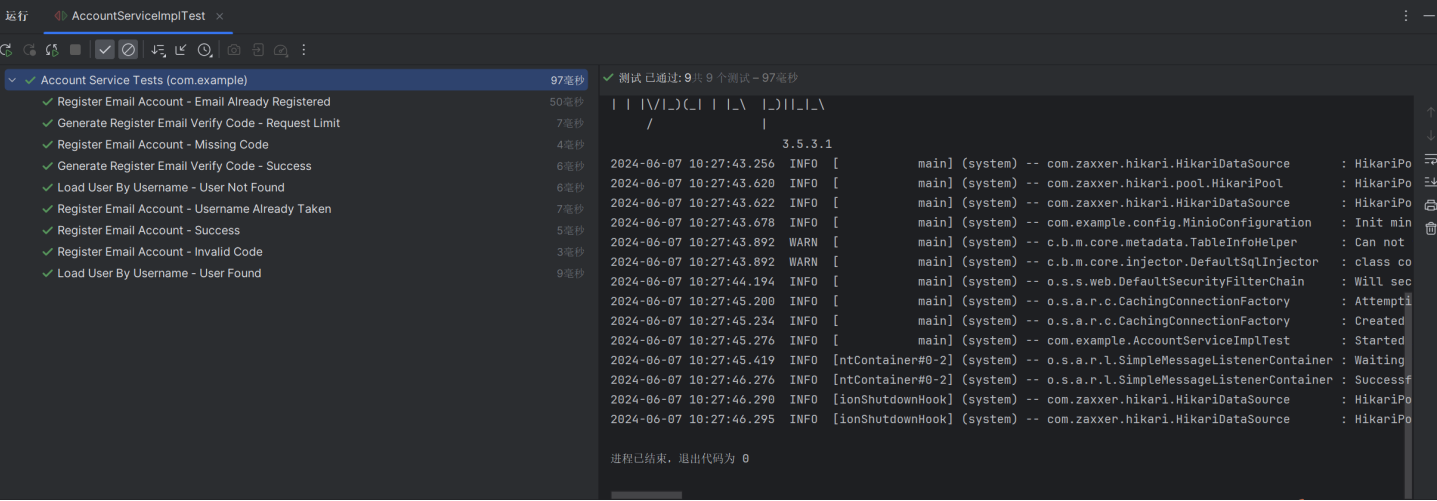 运行 AccountServiceImplTest ×
Account Service Tests (com.example) 97毫秒
Register Email Account - Email Already Registered 50毫秒
Generate Register Email Verify Code - Request Limit 7毫秒
Register Email Account - Missing Code 4毫秒
Generate Register Email Verify Code - Success 6毫秒
Load User By Username - User Not Found 6毫秒
Register Email Account - Username Already Taken 7毫秒
Register Email Account - Success 5毫秒
Register Email Account - Invalid Code 3毫秒
Load User By Username - User Found 9毫秒
测试 已通过: 9共 9 个测试 – 97毫秒
| | |\/|_)(_| | |_\  |_)||_|_\
     /               |
                        3.5.3.1
2024-06-07 10:27:43.256  INFO  [           main] (system) -- com.zaxxer.hikari.HikariDataSource       : HikariPo
2024-06-07 10:27:43.620  INFO  [           main] (system) -- com.zaxxer.hikari.pool.HikariPool        : HikariPo
2024-06-07 10:27:43.622  INFO  [           main] (system) -- com.zaxxer.hikari.HikariDataSource       : HikariPo
2024-06-07 10:27:43.678  INFO  [           main] (system) -- com.example.config.MinioConfiguration    : Init min
2024-06-07 10:27:43.892  WARN  [           main] (system) -- c.b.m.core.metadata.TableInfoHelper      : Can not
2024-06-07 10:27:43.892  WARN  [           main] (system) -- c.b.m.core.injector.DefaultSqlInjector   : class co
2024-06-07 10:27:44.194  INFO  [           main] (system) -- o.s.s.web.DefaultSecurityFilterChain     : Will sec
2024-06-07 10:27:45.200  INFO  [           main] (system) -- o.s.a.r.c.CachingConnectionFactory       : Attempti
2024-06-07 10:27:45.234  INFO  [           main] (system) -- o.s.a.r.c.CachingConnectionFactory       : Created
2024-06-07 10:27:45.276  INFO  [           main] (system) -- com.example.AccountServiceImplTest       : Started
2024-06-07 10:27:45.419  INFO  [ntContainer#0-2] (system) -- o.s.a.r.l.SimpleMessageListenerContainer : Waiting
2024-06-07 10:27:46.276  INFO  [ntContainer#0-2] (system) -- o.s.a.r.l.SimpleMessageListenerContainer : Successf
2024-06-07 10:27:46.290  INFO  [ionShutdownHook] (system) -- com.zaxxer.hikari.HikariDataSource       : HikariPo
2024-06-07 10:27:46.295  INFO  [ionShutdownHook] (system) -- com.zaxxer.hikari.HikariDataSource       : HikariPo
进程已结束，退出代码为 0